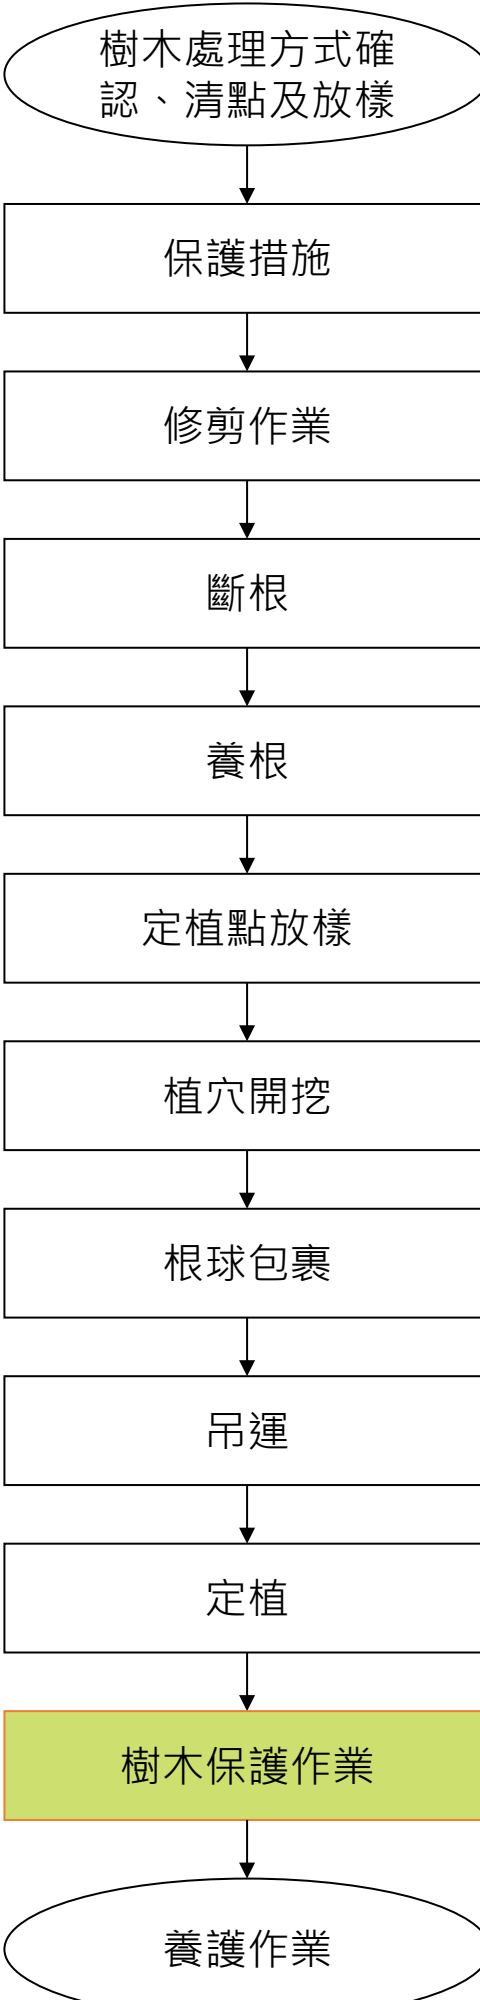 樹木處理方式確
認、清點及放樣
保護措施
修剪作業
斷根
養根
定植點放樣
植穴開挖
根球包裹
吊運
定植
樹木保護作業
養護作業